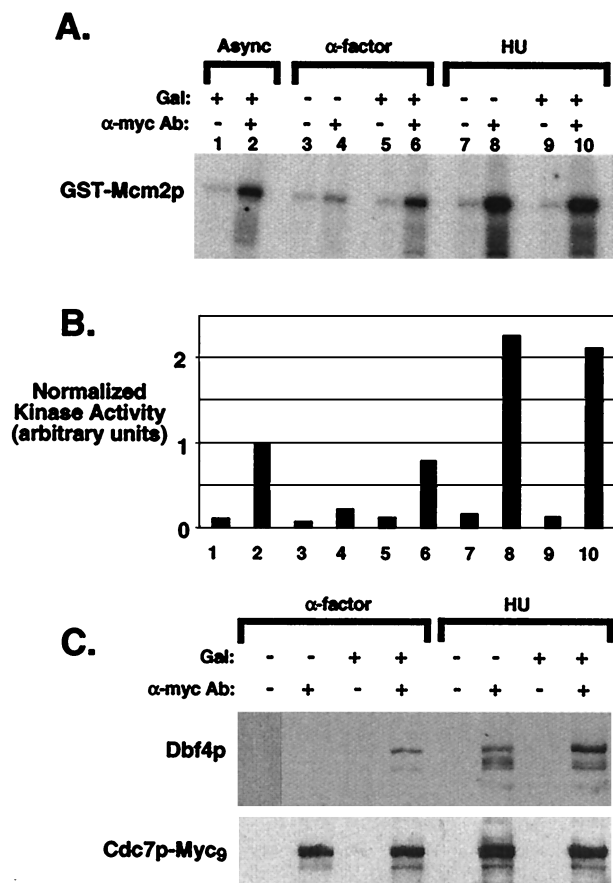 A.
Async α-factor HU
Gal: + + - - + + - - + +
α-myc Ab: - + - + - + - + - +
1 2 3 4 5 6 7 8 9 10
GST-Mcm2p
B.
2
Normalized
Kinase Activity
(arbitrary units)
1
0
1 2 3 4 5 6 7 8 9 10
C.
α-factor HU
Gal: - - + + - - + +
α-myc Ab: - + - + - + - +
Dbf4p
Cdc7p-Myc9